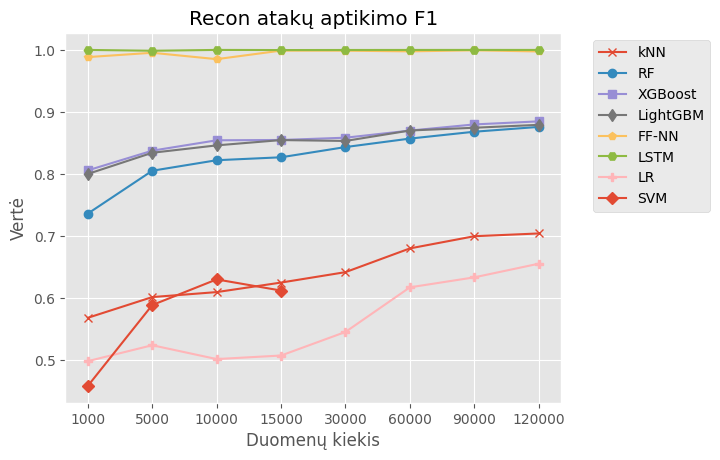 Recon atakų aptikimo F1
Vertė
1.0
0.9
0.8
0.7
0.6
0.5
1000 5000 10000 15000 30000 60000 90000 120000
Duomenų kiekis
kNN
RF
XGBoost
LightGBM
FF-NN
LSTM
LR
SVM